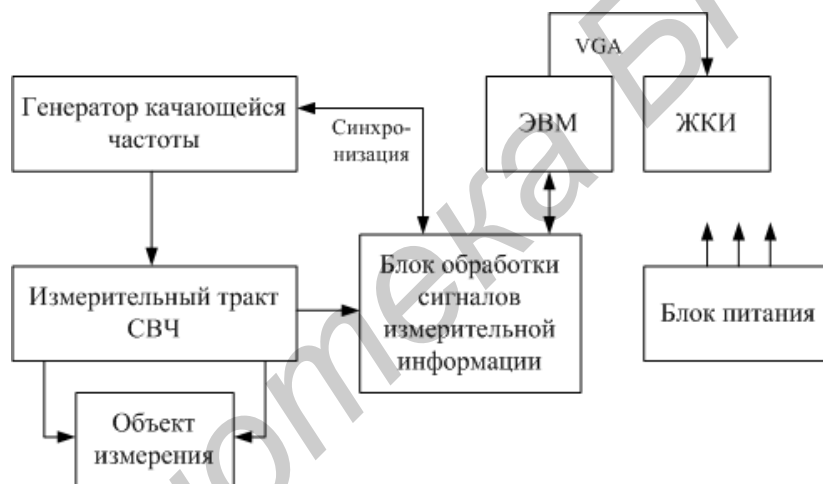 VGA
Генератор качающейся
частоты
Синхро-
низация
ЭВМ
ЖКИ
Измерительный тракт
СВЧ
Блок обработки
сигналов
измерительной
информации
Блок питания
Объект
измерения